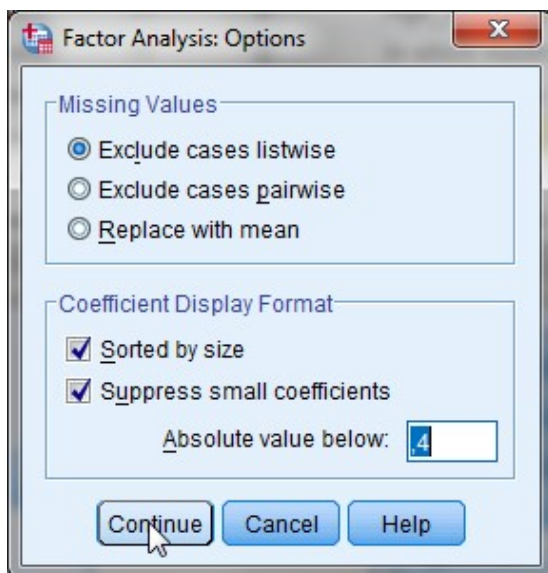 Factor Analysis: Options
Missing Values
Exclude cases listwise
Exclude cases pairwise
Replace with mean
Coefficient Display Format
Sorted by size
Suppress small coefficients
Absolute value below: ,4
Continue Cancel Help